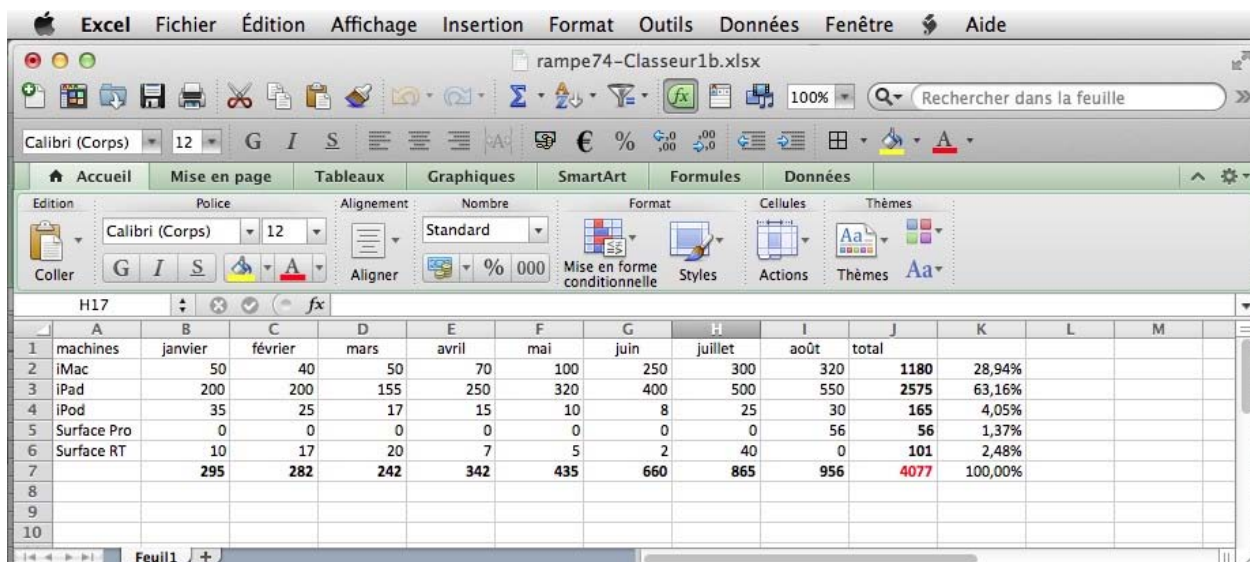 Excel Fichier Édition Affichage Insertion Format Outils Données Fenêtre Aide
rampe74-Classeur1b.xlsx
100% Rechercher dans la feuille
Calibri (Corps) 12 G I S € % A
Accueil Mise en page Tableaux Graphiques SmartArt Formules Données
Edition Police Alignement Nombre Format Cellules Thèmes
Calibri (Corps) 12 Standard
Coller G I S A Aligner % 000 Mise en forme conditionnelle Styles Actions Thèmes Aa
H17 fx
A B C D E F G H I J K L M
1 machines janvier février mars avril mai juin juillet août total
2 iMac 50 40 50 70 100 250 300 320 1180 28,94%
3 iPad 200 200 155 250 320 400 500 550 2575 63,16%
4 iPod 35 25 17 15 10 8 25 30 165 4,05%
5 Surface Pro 0 0 0 0 0 0 0 56 56 1,37%
6 Surface RT 10 17 20 7 5 2 40 0 101 2,48%
7 295 282 242 342 435 660 865 956 4077 100,00%
8
9
10
Feuil1 +